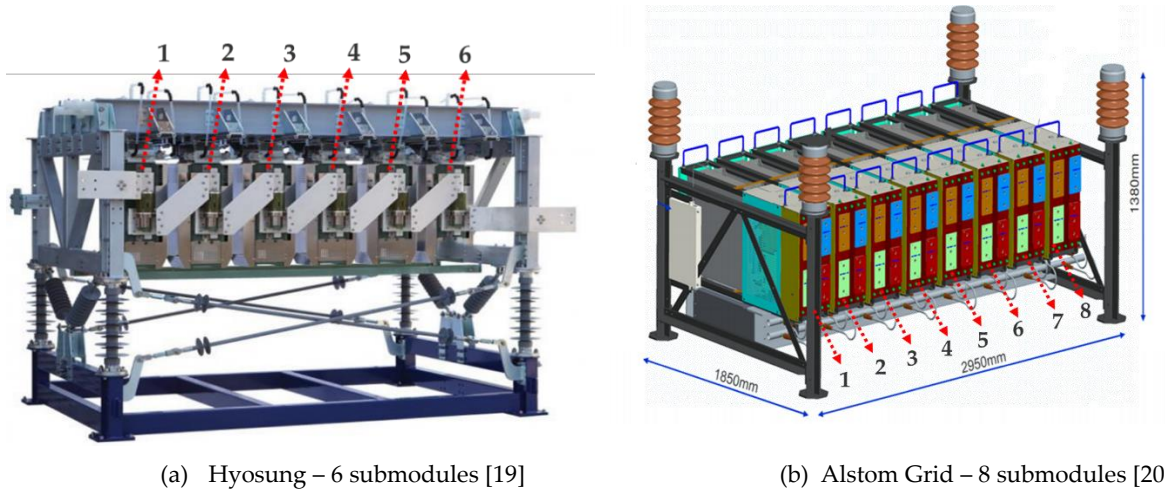 1 2 3 4 5 6
1380mm
1 2 3 4 5 6 7 8
1850mm
2950mm
(a) Hyosung – 6 submodules [19]
(b) Alstom Grid – 8 submodules [20